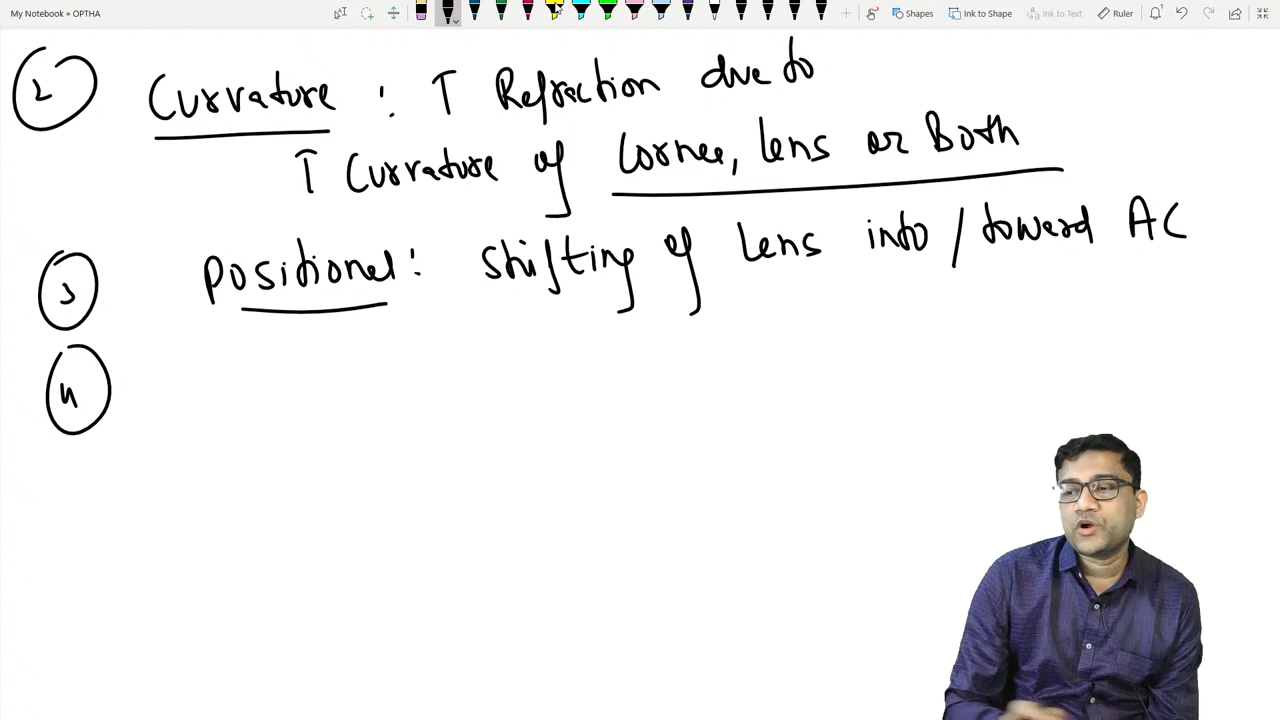 My Notebook » OPTHA
Shapes
Ink to Shape
Ink to Text
Ruler
2 Curvature : ↑ Refraction due to
↑ Curvature of Cornea, lens or Both
3 Positional : Shifting of Lens into / toward AC
4